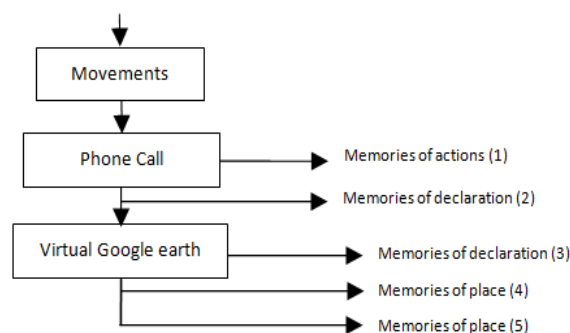 Movements
Phone Call
Memories of actions (1)
Memories of declaration (2)
Virtual Google earth
Memories of declaration (3)
Memories of place (4)
Memories of place (5)